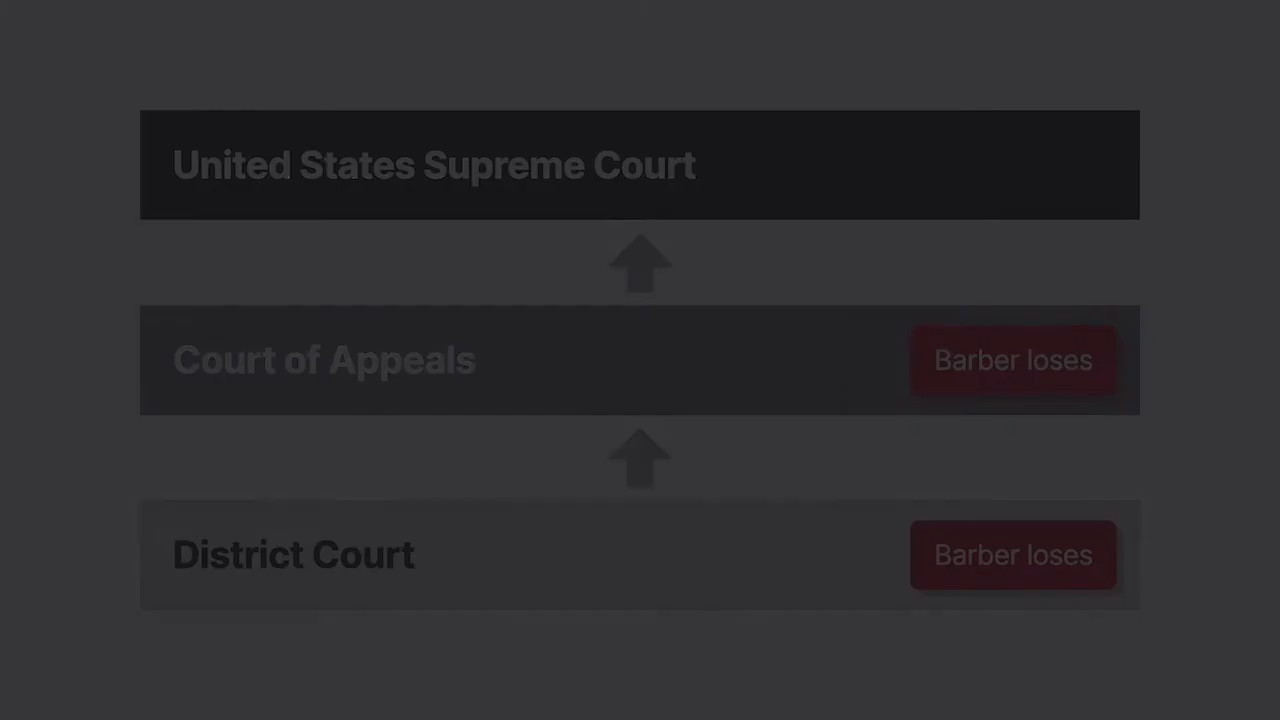 United States Supreme Court
Court of Appeals
Barber loses
District Court
Barber loses